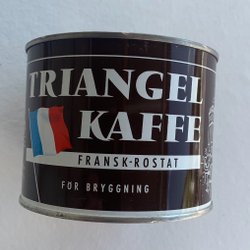 TRIANGEL
KAFFE
FRANSK-ROSTAT
FÖR BRYGGNING